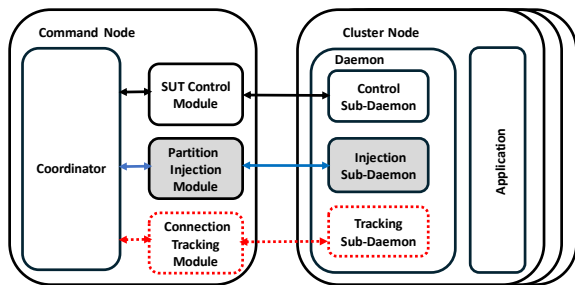 Command Node
Cluster Node
Coordinator
SUT Control
Module
Partition
Injection
Module
Connection
Tracking
Module
Daemon
Control
Sub-Daemon
Injection
Sub-Daemon
Tracking
Sub-Daemon
Application